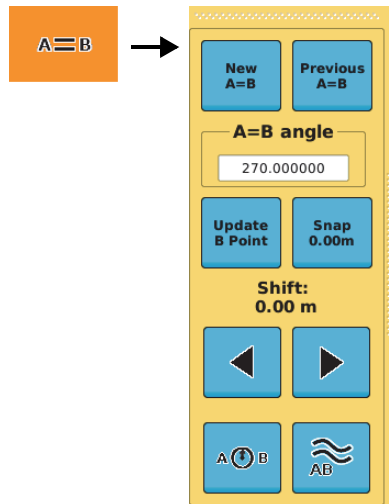 A=B
New
A=B
Previous
A=B
A=B angle
270.000000
Update
B Point
Snap
0.00m
Shift:
0.00 m
A B
AB